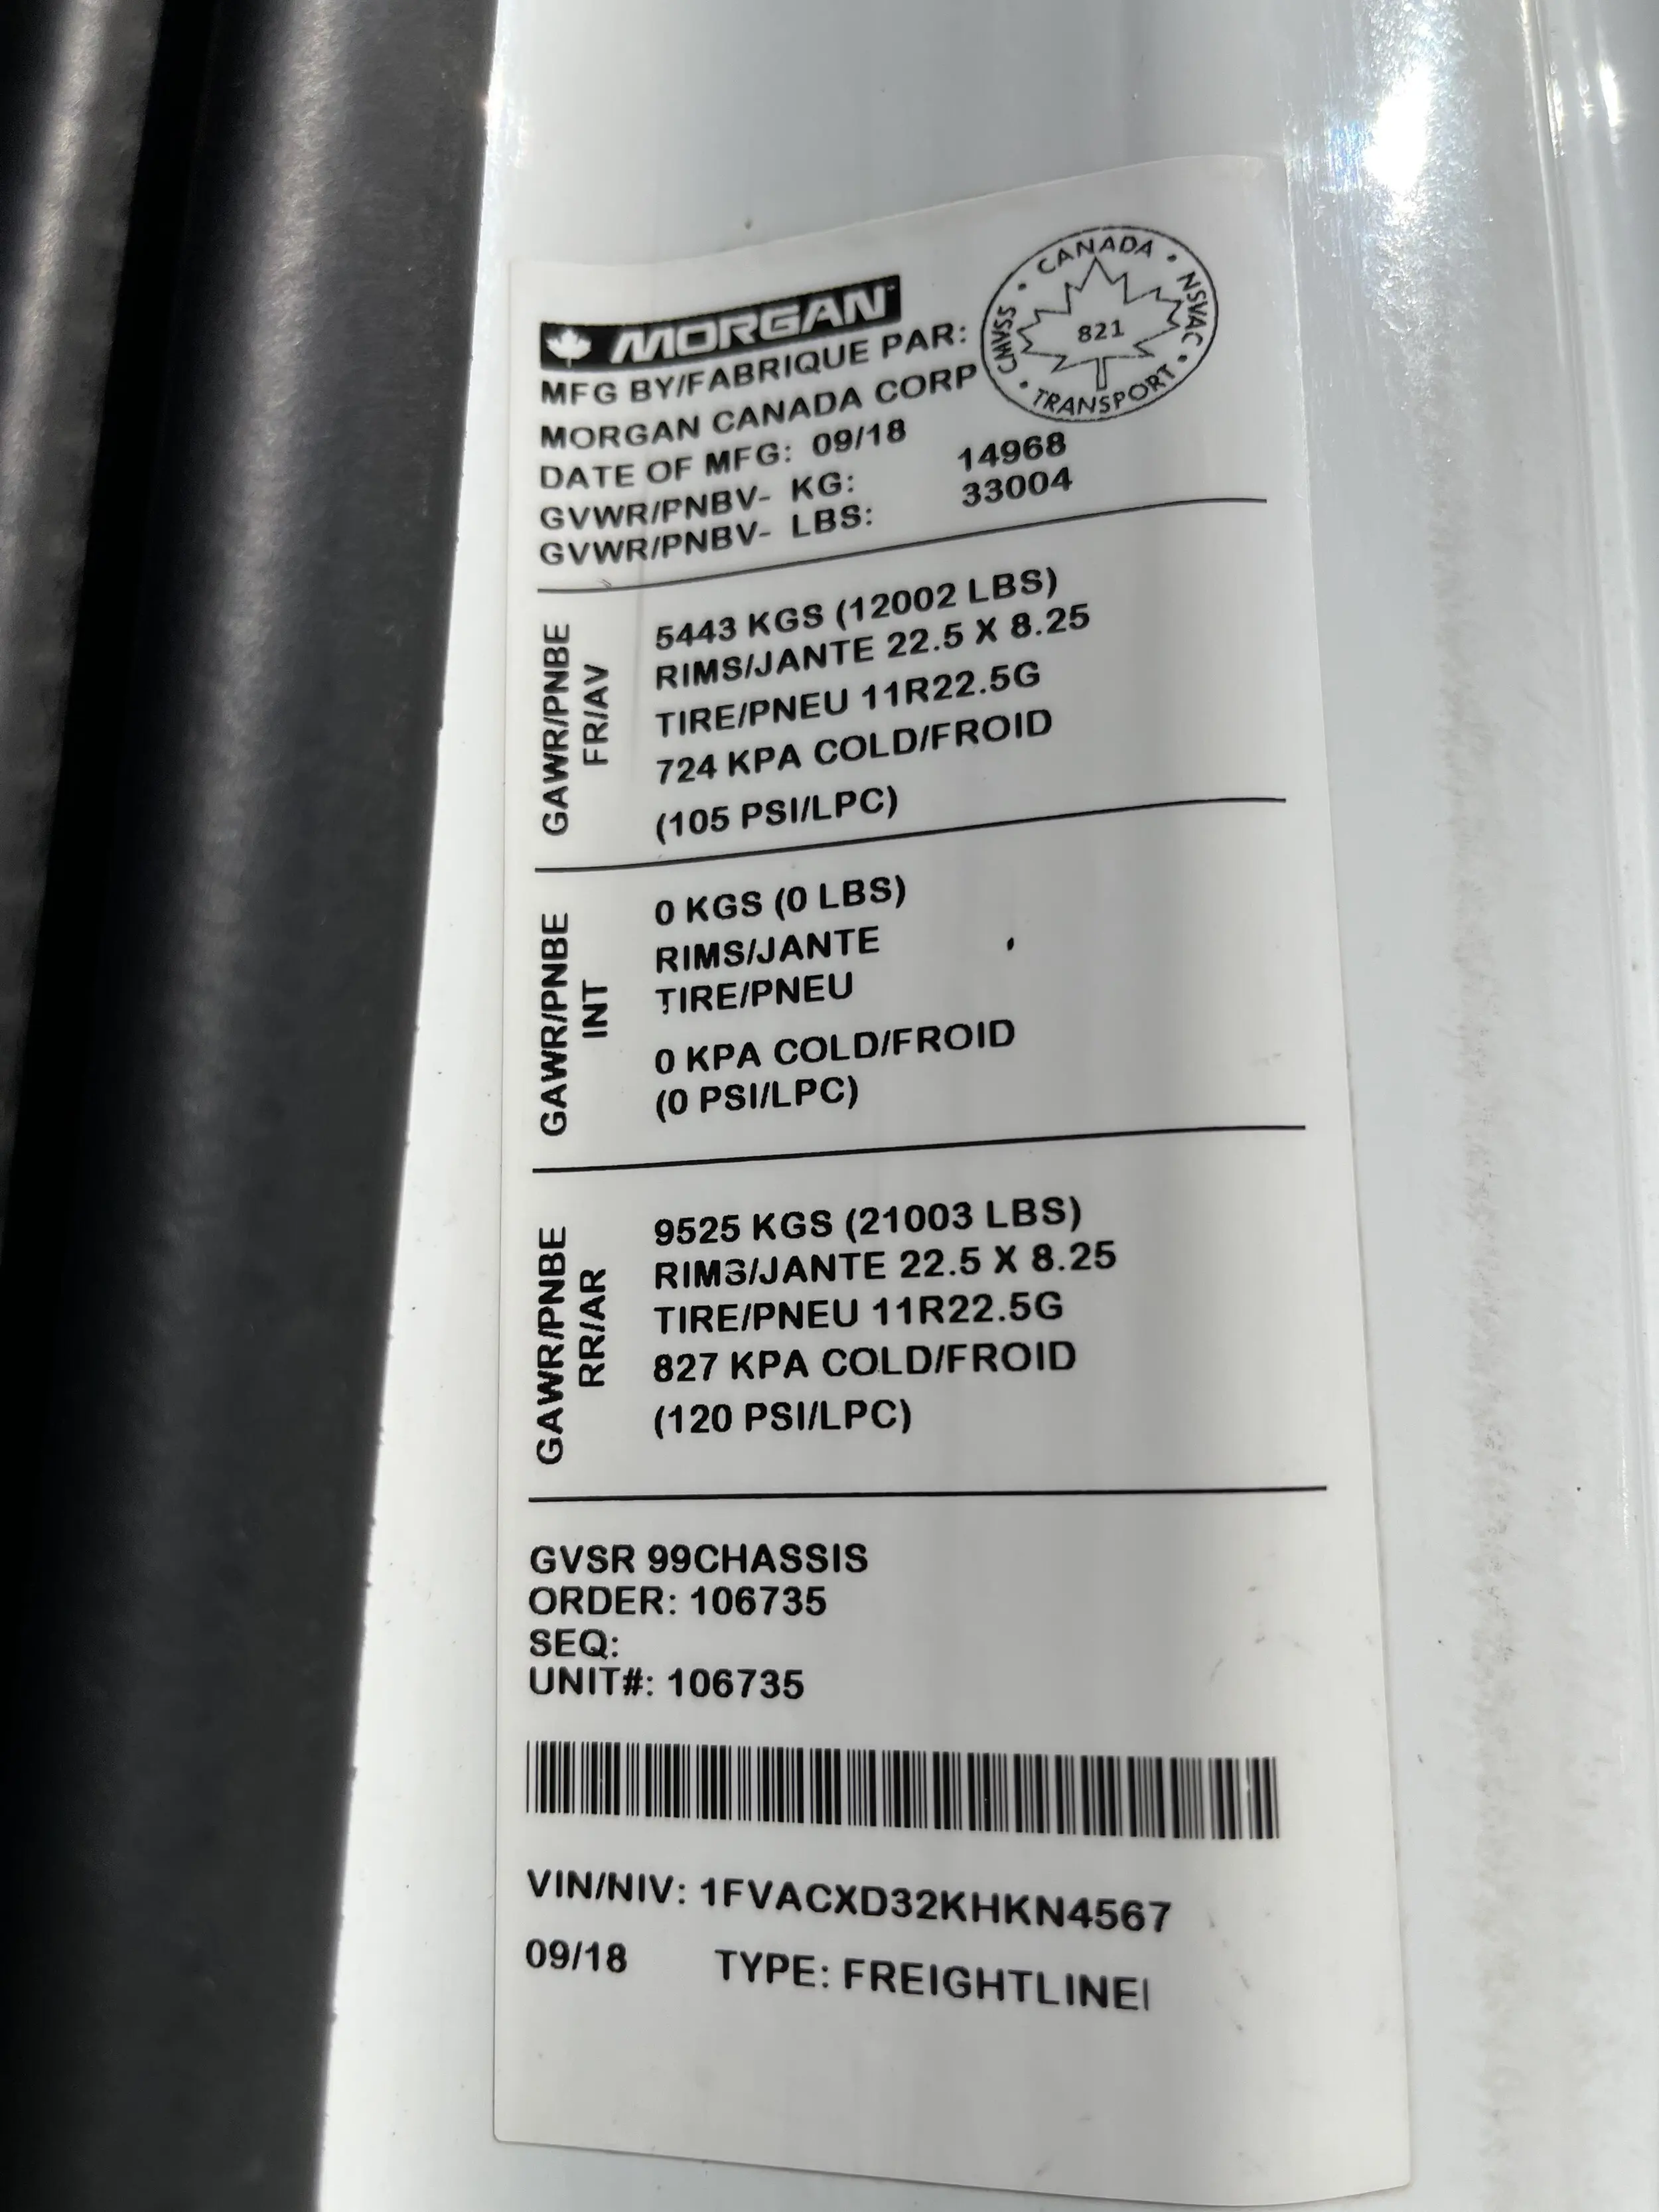 MORGAN
MFG BY/FABRIQUE PAR:
MORGAN CANADA CORP
DATE OF MFG: 09/18
GVWR/PNBV- KG: 14968
GVWR/PNBV- LBS: 33004
CANADA • NSVAC • TRANSPORT • CMVSS •
821
GAWR/PNBE
FR/AV
5443 KGS (12002 LBS)
RIMS/JANTE 22.5 X 8.25
TIRE/PNEU 11R22.5G
724 KPA COLD/FROID
(105 PSI/LPC)
GAWR/PNBE
INT
0 KGS (0 LBS)
RIMS/JANTE
TIRE/PNEU
0 KPA COLD/FROID
(0 PSI/LPC)
GAWR/PNBE
RR/AR
9525 KGS (21003 LBS)
RIMS/JANTE 22.5 X 8.25
TIRE/PNEU 11R22.5G
827 KPA COLD/FROID
(120 PSI/LPC)
GVSR 99CHASSIS
ORDER: 106735
SEQ:
UNIT#: 106735
VIN/NIV: 1FVACXD32KHKN4567
09/18 TYPE: FREIGHTLINE